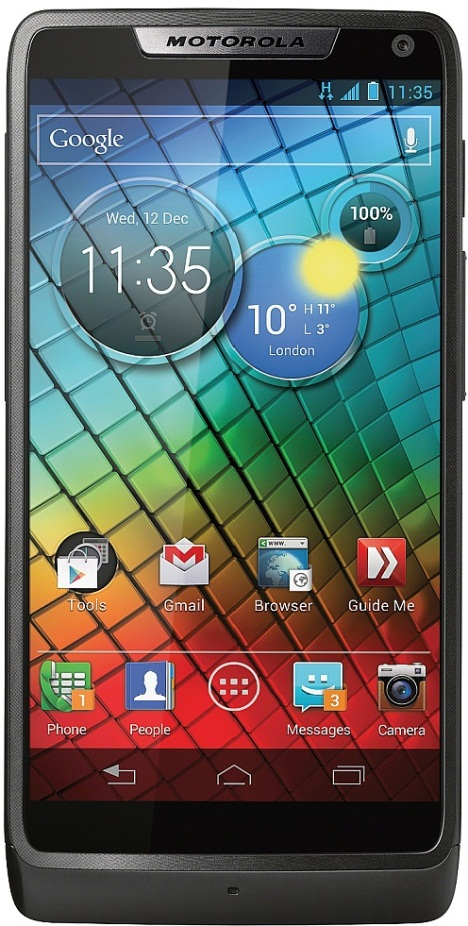 MOTOROLA
H 11:35
Google
Wed, 12 Dec
11:35
100%
10° H 11°
L 3°
London
WWW.
Tools
Gmail
Browser
Guide Me
1
3
Phone
People
Messages
Camera